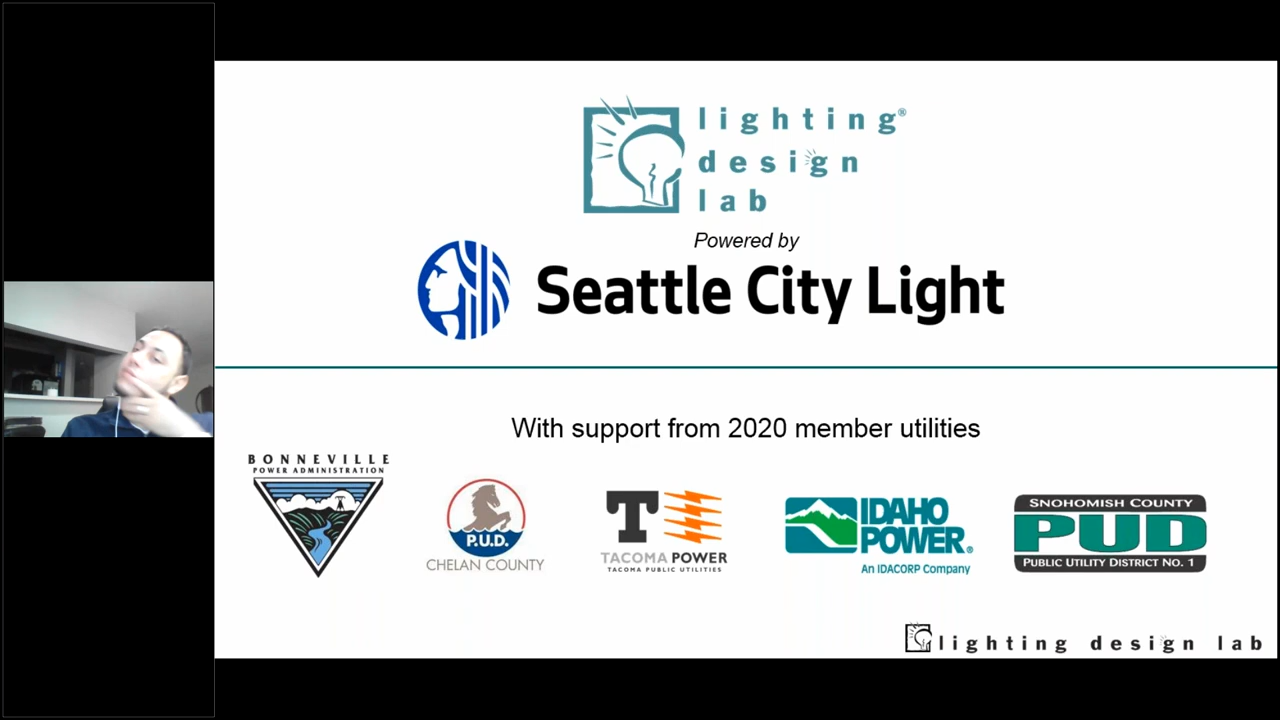 lighting®
design
lab
Powered by
Seattle City Light
With support from 2020 member utilities
BONNEVILLE
POWER ADMINISTRATION
P.U.D.
CHELAN COUNTY
T
TACOMA POWER
TACOMA PUBLIC UTILITIES
IDAHO
POWER®
An IDACORP Company
SNOHOMISH COUNTY
PUD
PUBLIC UTILITY DISTRICT NO. 1
lighting design lab